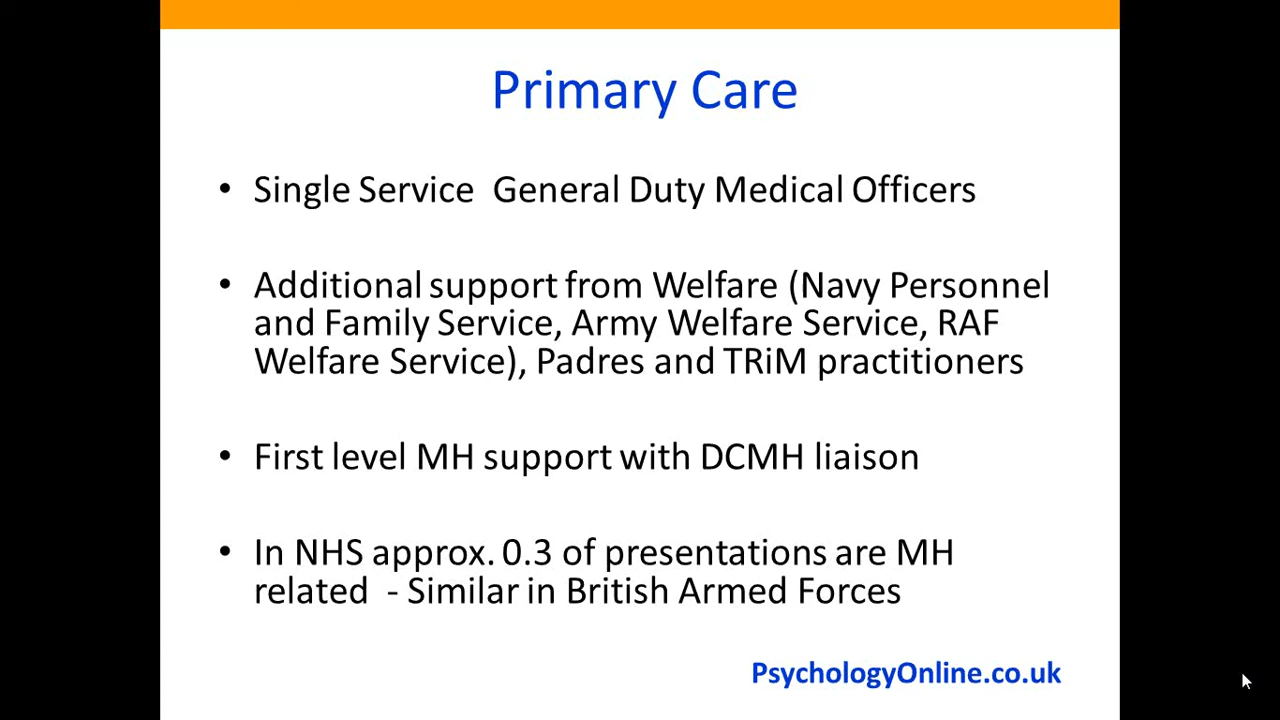 Primary Care
• Single Service  General Duty Medical Officers
• Additional support from Welfare (Navy Personnel
and Family Service, Army Welfare Service, RAF
Welfare Service), Padres and TRiM practitioners
• First level MH support with DCMH liaison
• In NHS approx. 0.3 of presentations are MH
related  - Similar in British Armed Forces
PsychologyOnline.co.uk